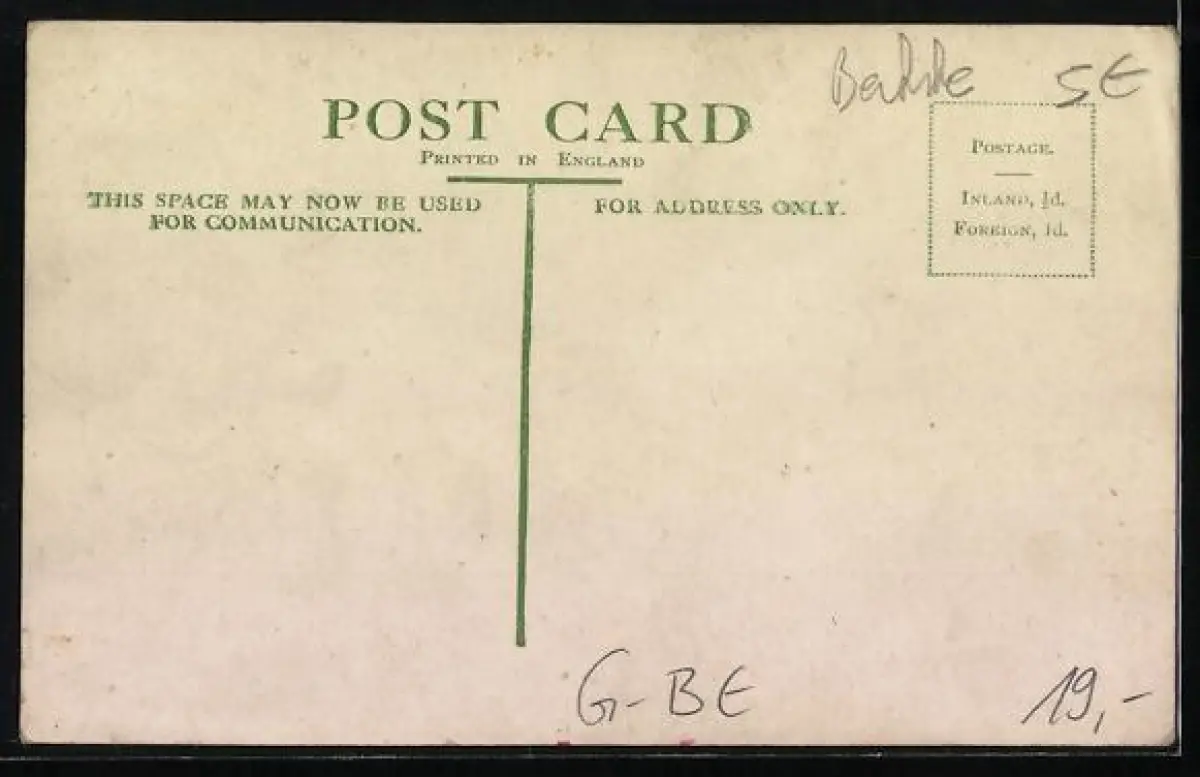 POST CARD
PRINTED IN ENGLAND
THIS SPACE MAY NOW BE USED
FOR COMMUNICATION.
FOR ADDRESS ONLY.
5E
POSTAGE.
INLAND, ½d.
FOREIGN, 1d.
G-BE
19,-